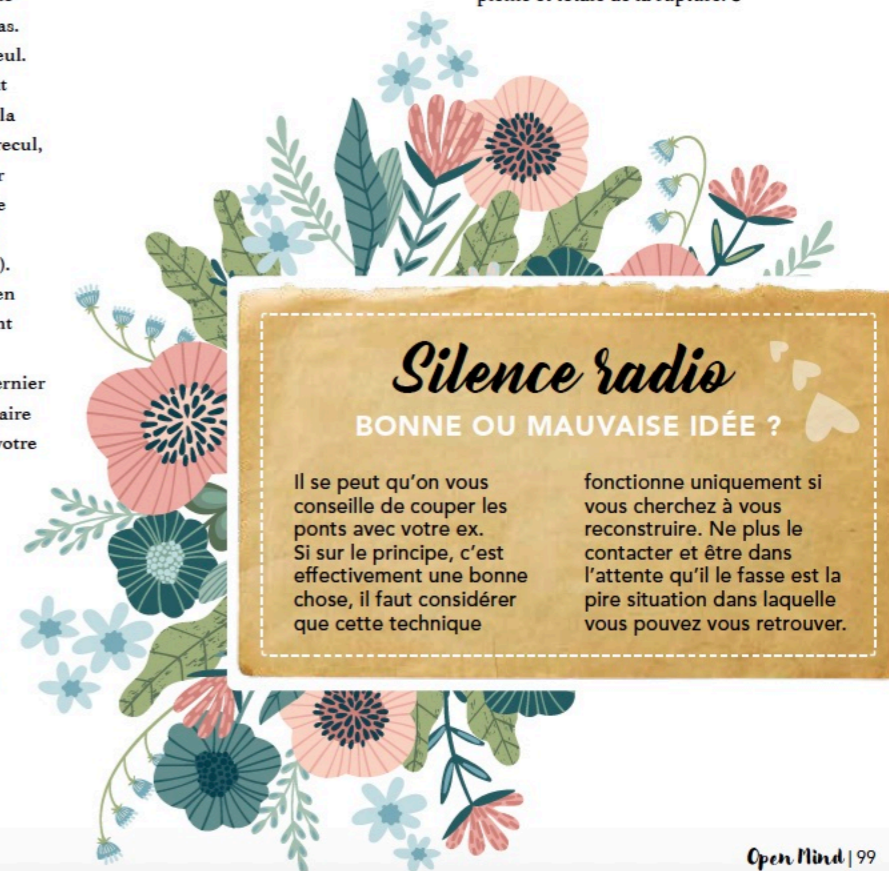 as.
eul.
t
la
recul,
r
e
).
en
nt
ernier
aire
votre
Silence radio
BONNE OU MAUVAISE IDÉE ?
Il se peut qu'on vous
conseille de couper les
ponts avec votre ex.
Si sur le principe, c'est
effectivement une bonne
chose, il faut considérer
que cette technique
fonctionne uniquement si
vous cherchez à vous
reconstruire. Ne plus le
contacter et être dans
l'attente qu'il le fasse est la
pire situation dans laquelle
vous pouvez vous retrouver.
Open Mind | 99